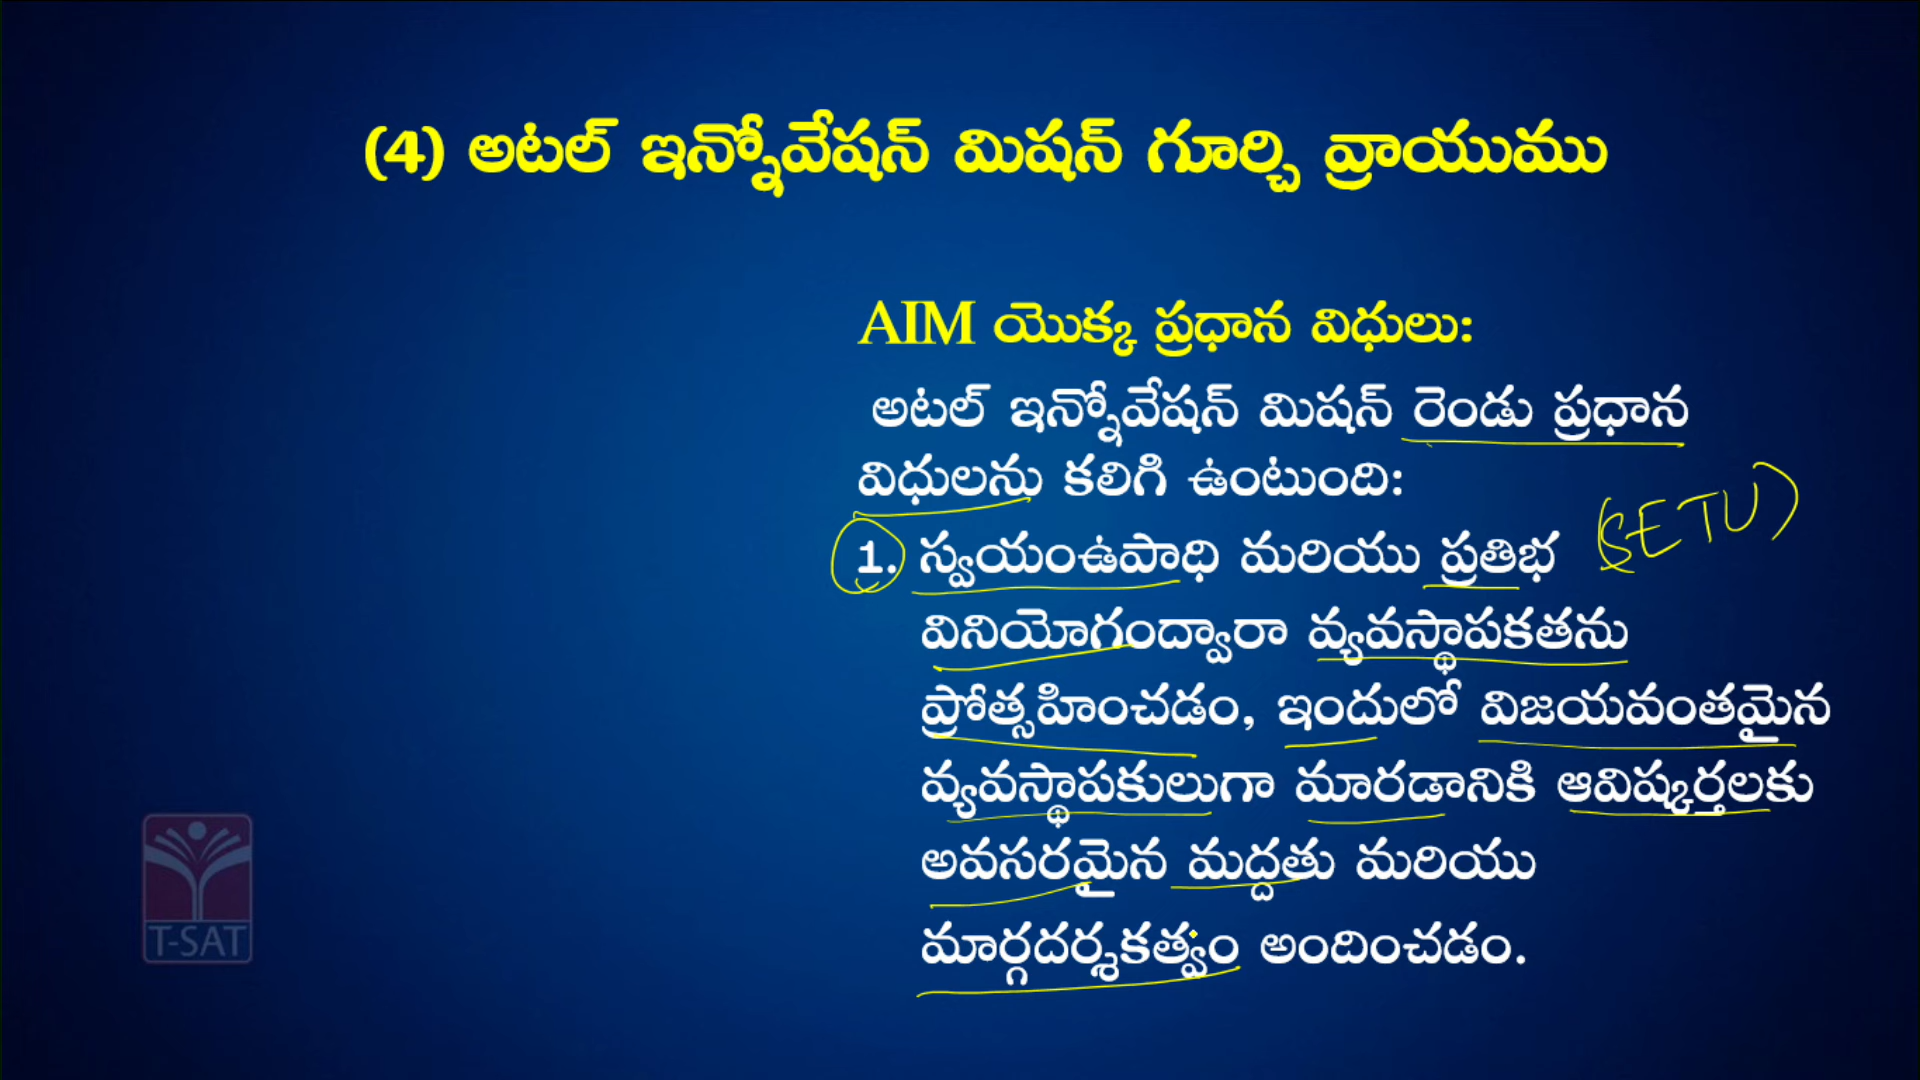 (4) అటల్ ఇన్నోవేషన్ మిషన్ గూర్చి వ్రాయుము
AIM యొక్క ప్రధాన విధులు:
అటల్ ఇన్నోవేషన్ మిషన్ రెండు ప్రధాన
విధులను కలిగి ఉంటుంది:
(SETU)
1. స్వయంఉపాధి మరియు ప్రతిభ
వినియోగంద్వారా వ్యవస్థాపకతను
ప్రోత్సహించడం, ఇందులో విజయవంతమైన
వ్యవస్థాపకులుగా మారడానికి ఆవిష్కర్తలకు
అవసరమైన మద్దతు మరియు
మార్గదర్శకత్వం అందించడం.
T-SAT